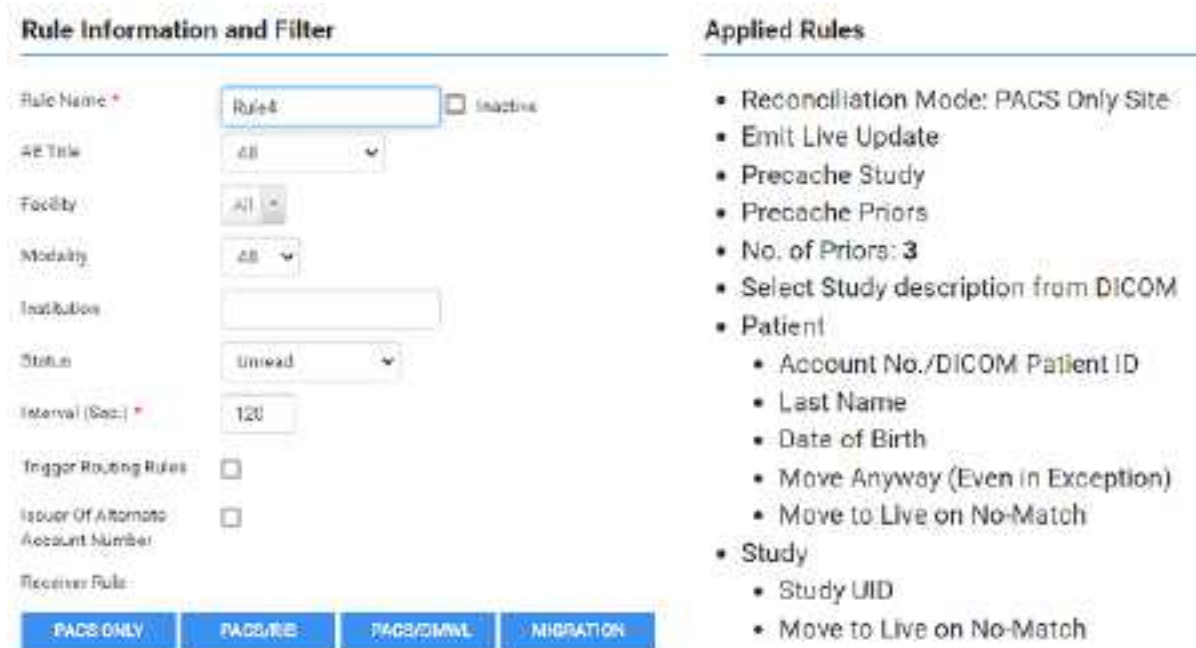 Rule Information and Filter
Rule Name *
Rule4
Inactive
AE Title
All
Facility
All
Modality
All
Institution
Status
Unread
Interval (Sec.) *
120
Trigger Routing Rules
Issuer Of Alternate
Account Number
Receiver Rule
PACS ONLY
PACS/RIS
PACS/DMWL
MIGRATION
Applied Rules
• Reconciliation Mode: PACS Only Site
• Emit Live Update
• Precache Study
• Precache Priors
• No. of Priors: 3
• Select Study description from DICOM
• Patient
• Account No./DICOM Patient ID
• Last Name
• Date of Birth
• Move Anyway (Even in Exception)
• Move to Live on No-Match
• Study
• Study UID
• Move to Live on No-Match